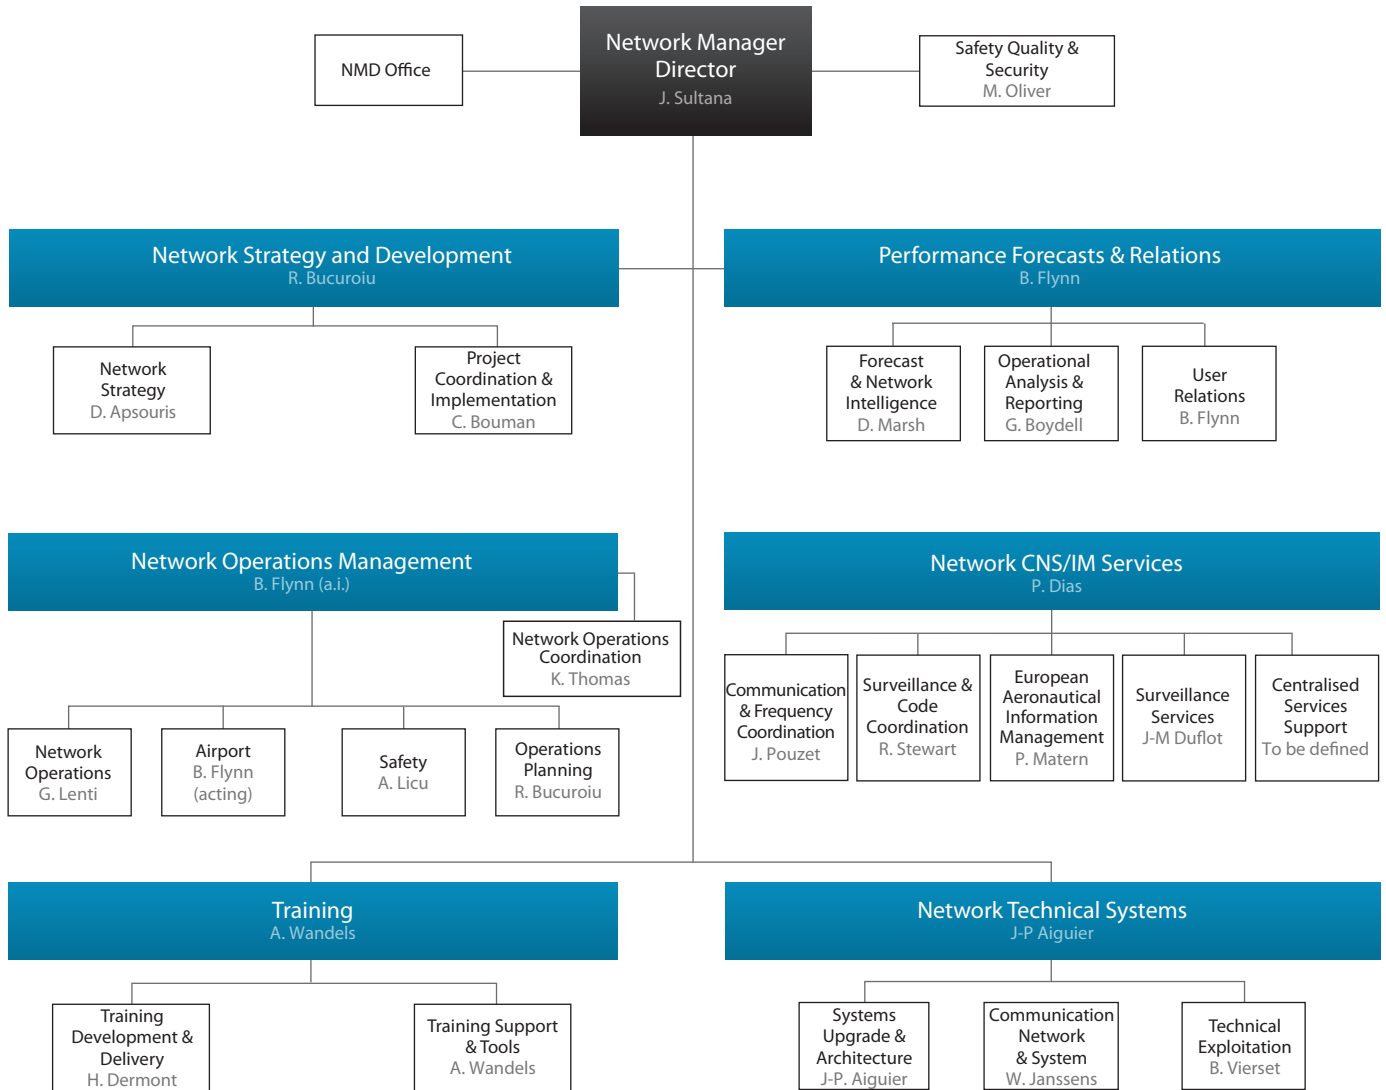 NMD Office
Network Manager
Director
J. Sultana
Safety Quality &
Security
M. Oliver
Network Strategy and Development
R. Bucuroiu
Performance Forecasts & Relations
B. Flynn
Network
Strategy
D. Apsouris
Project
Coordination &
Implementation
C. Bouman
Forecast
& Network
Intelligence
D. Marsh
Operational
Analysis &
Reporting
G. Boydell
User
Relations
B. Flynn
Network Operations Management
B. Flynn (a.i.)
Network CNS/IM Services
P. Dias
Network Operations
Coordination
K. Thomas
Network
Operations
G. Lenti
Airport
B. Flynn
(acting)
Safety
A. Licu
Operations
Planning
R. Bucuroiu
Communication
& Frequency
Coordination
J. Pouzet
Surveillance &
Code
Coordination
R. Stewart
European
Aeronautical
Information
Management
P. Matern
Surveillance
Services
J-M Duflot
Centralised
Services
Support
To be defined
Training
A. Wandels
Network Technical Systems
J-P Aiguier
Training
Development &
Delivery
H. Dermont
Training Support
& Tools
A. Wandels
Systems
Upgrade &
Architecture
J-P. Aiguier
Communication
Network
& System
W. Janssens
Technical
Exploitation
B. Vierset